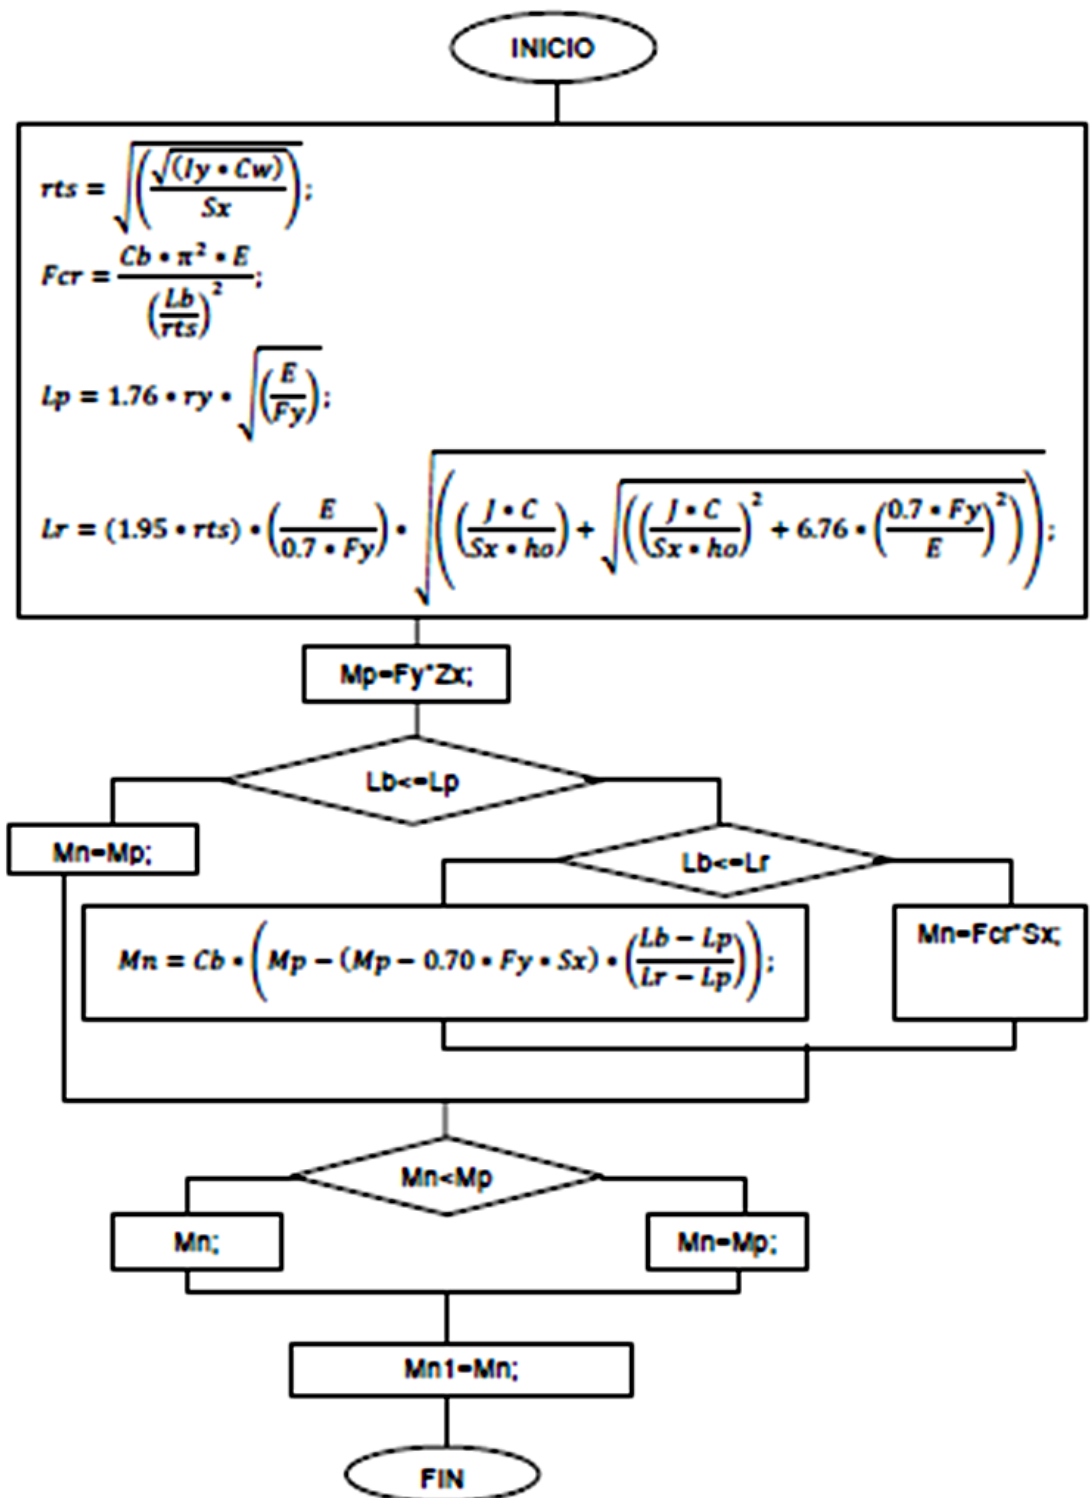 INICIO
rts = √((√(Iy • Cw))/Sx);
Fcr = (Cb • π² • E)/(Lb/rts)²;
Lp = 1.76 • ry • √(E/Fy);
Lr = (1.95 • rts) • (E/(0.7 • Fy)) • √(((J • C)/(Sx • ho)) + √(((J • C)/(Sx • ho))² + 6.76 • ((0.7 • Fy)/E)²));
Mp=Fy*Zx;
Lb<=Lp
Mn=Mp;
Lb<=Lr
Mn = Cb • (Mp − (Mp − 0.70 • Fy • Sx) • ((Lb − Lp)/(Lr − Lp)));
Mn=Fcr*Sx;
Mn<Mp
Mn;
Mn=Mp;
Mn1=Mn;
FIN